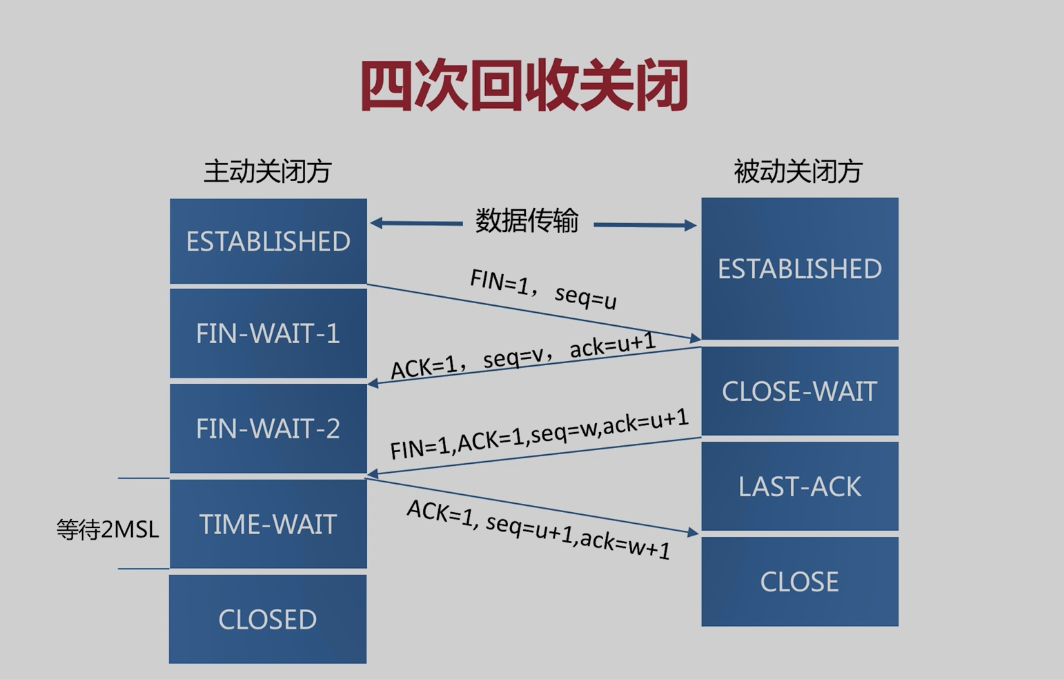 四次回收关闭
主动关闭方
被动关闭方
ESTABLISHED
数据传输
ESTABLISHED
FIN=1，seq=u
FIN-WAIT-1
ACK=1，seq=v，ack=u+1
CLOSE-WAIT
FIN-WAIT-2
FIN=1,ACK=1,seq=w,ack=u+1
LAST-ACK
等待2MSL
TIME-WAIT
ACK=1, seq=u+1,ack=w+1
CLOSE
CLOSED